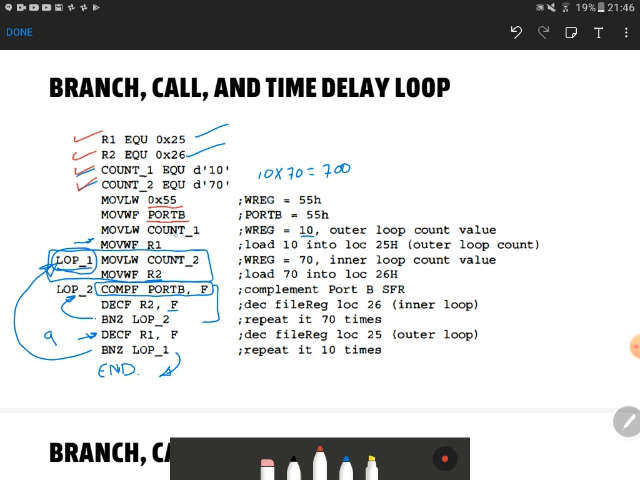 19% 21:46
DONE
T
BRANCH, CALL, AND TIME DELAY LOOP
R1 EQU 0x25
R2 EQU 0x26
COUNT_1 EQU d'10'
10 X 70 = 700
COUNT_2 EQU d'70'
MOVLW 0x55 ;WREG = 55h
MOVWF PORTB ;PORTB = 55h
MOVLW COUNT_1 ;WREG = 10, outer loop count value
MOVWF R1 ;load 10 into loc 25H (outer loop count)
LOP_1 MOVLW COUNT_2 ;WREG = 70, inner loop count value
MOVWF R2 ;load 70 into loc 26H
LOP_2 COMPF PORTB, F ;complement Port B SFR
DECF R2, F ;dec fileReg loc 26 (inner loop)
BNZ LOP_2 ;repeat it 70 times
9 DECF R1, F ;dec fileReg loc 25 (outer loop)
BNZ LOP_1 ;repeat it 10 times
END.
BRANCH, CA